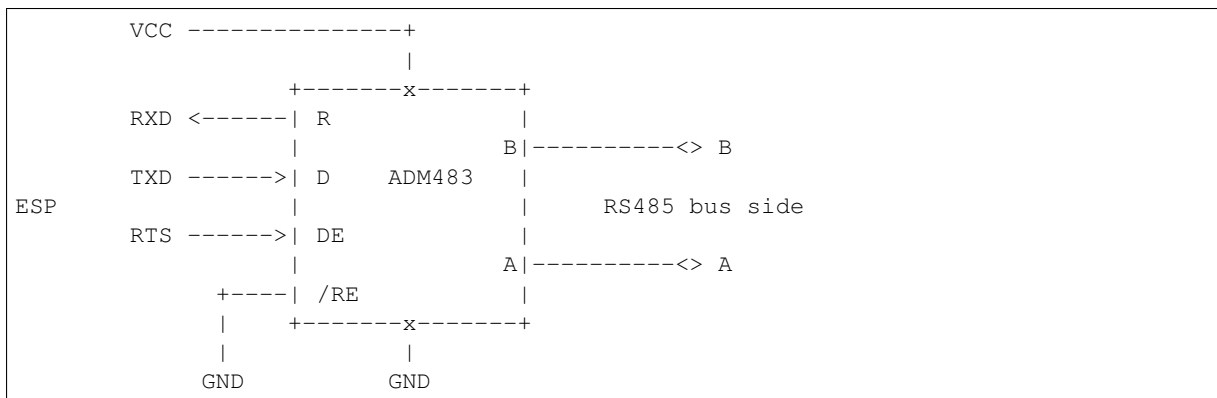 VCC ---------------+
                           |
                   +-------x-------+
        RXD <------| R             |
                   |              B|----------<> B
        TXD ------>| D    ADM483   |
ESP                |               |     RS485 bus side
        RTS ------>| DE            |
                   |              A|----------<> A
              +----| /RE           |
              |    +-------x-------+
              |            |
             GND          GND